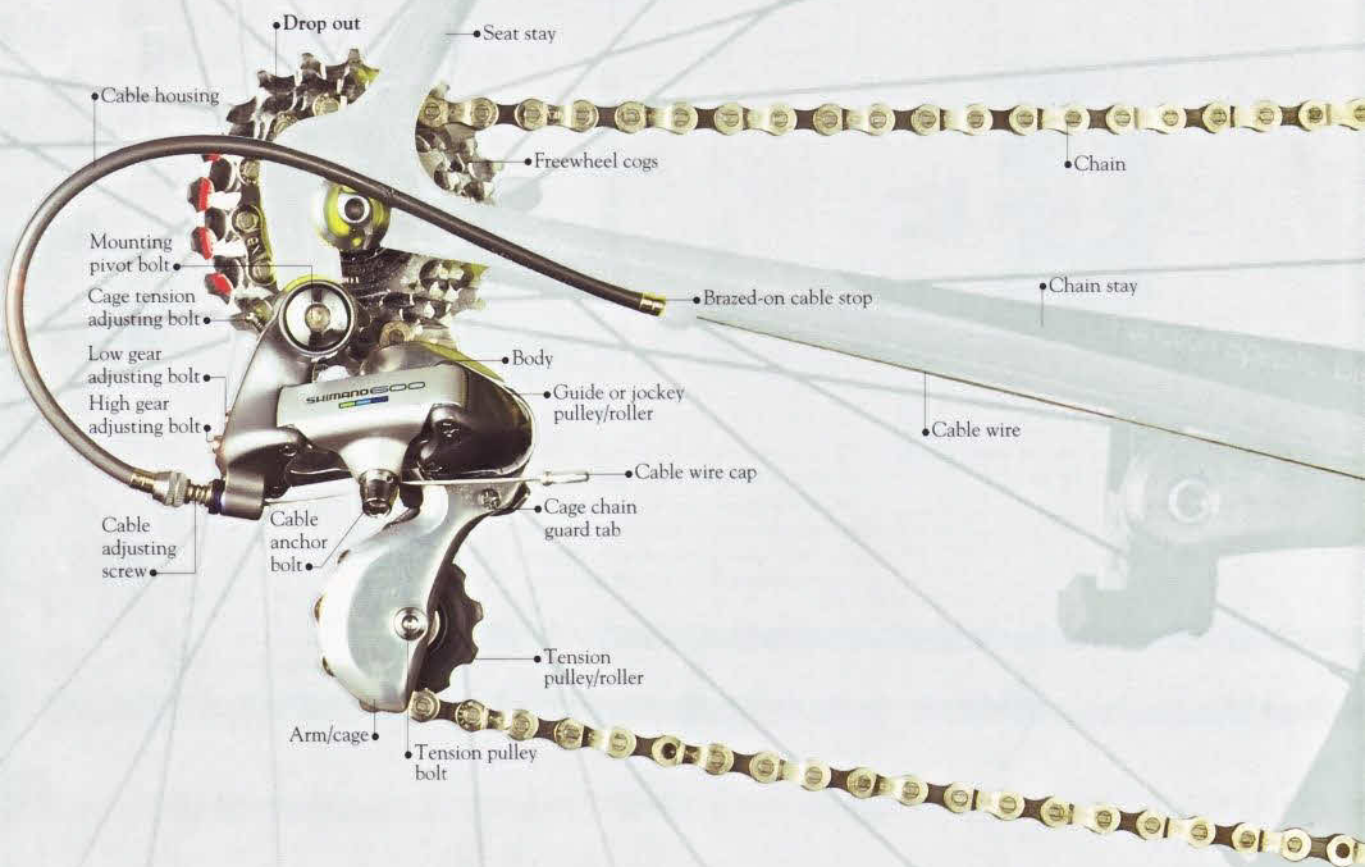 Drop out
Seat stay
Cable housing
Freewheel cogs
Chain
Mounting
pivot bolt
Cage tension
adjusting bolt
Brazed-on cable stop
Chain stay
Low gear
adjusting bolt
Body
SHIMANO 600
High gear
adjusting bolt
Guide or jockey
pulley/roller
Cable wire
Cable wire cap
Cage chain
guard tab
Cable
adjusting
screw
Cable
anchor
bolt
Tension
pulley/roller
Arm/cage
Tension pulley
bolt